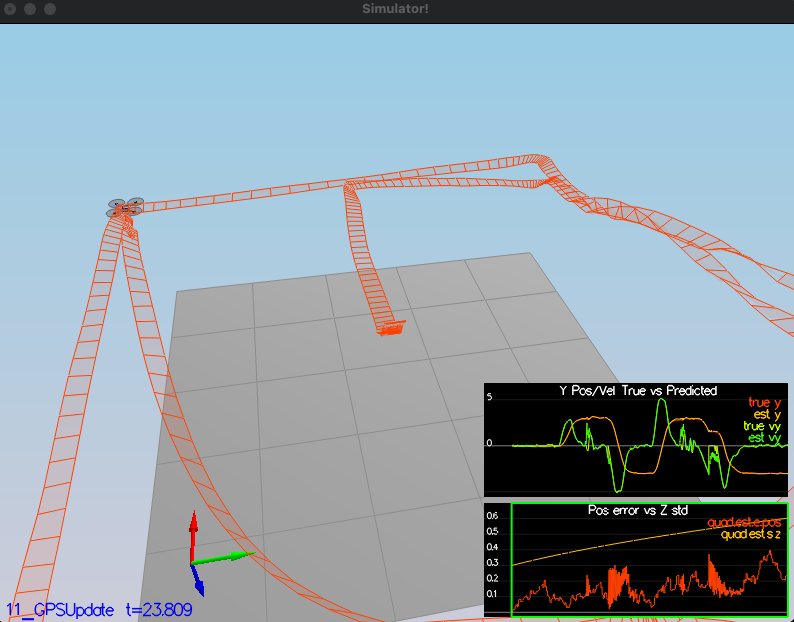 Simulator!
Y Pos/Vel True vs Predicted
5
true y
est y
true vy
est vy
0
Pos error vs Z std
0.6
quad.est.e.pos
0.5
quad est s z
0.4
0.3
0.2
0.1
11_GPSUpdate t=23.809